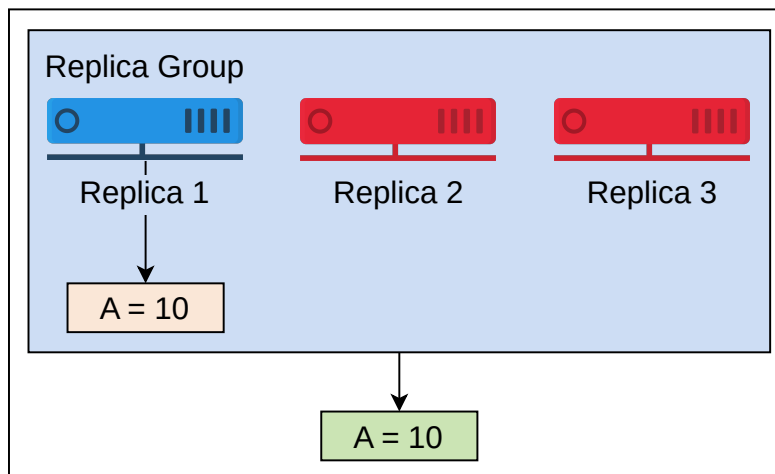 Replica Group
Replica 1
Replica 2
Replica 3
A = 10
A = 10